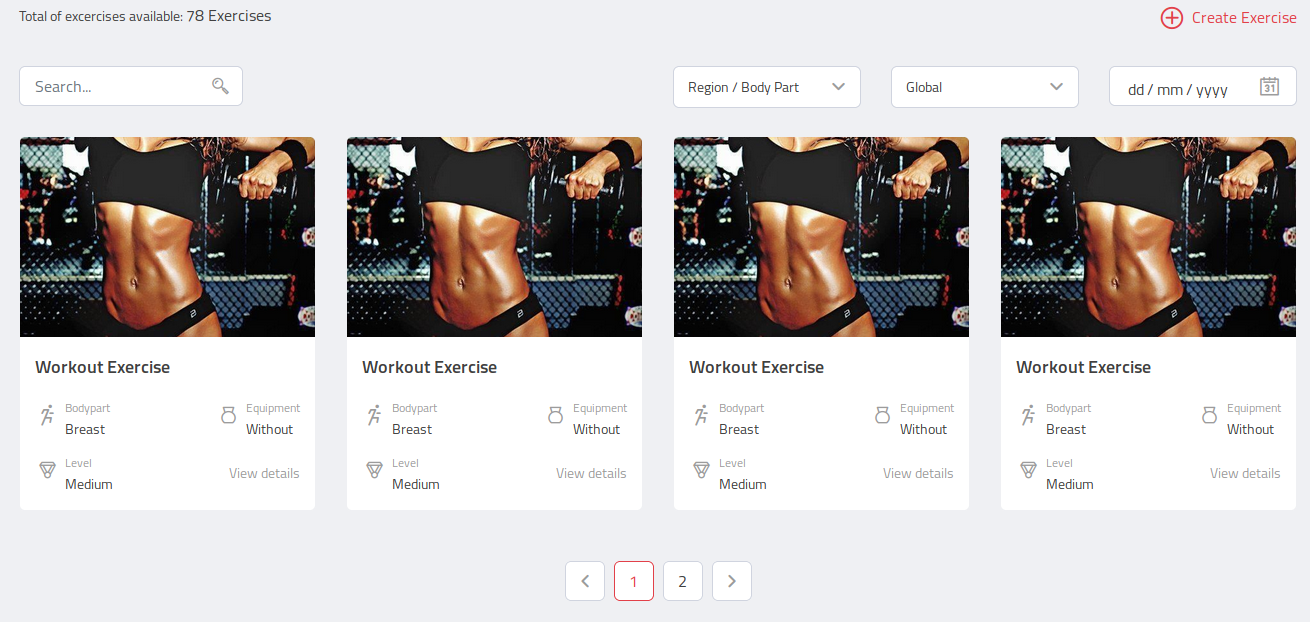 Total of excercises available: 78 Exercises
Create Exercise
Search...
Region / Body Part
Global
dd / mm / yyyy
31
Workout Exercise
Bodypart
Breast
Equipment
Without
Level
Medium
View details
Workout Exercise
Bodypart
Breast
Equipment
Without
Level
Medium
View details
Workout Exercise
Bodypart
Breast
Equipment
Without
Level
Medium
View details
Workout Exercise
Bodypart
Breast
Equipment
Without
Level
Medium
View details
1
2